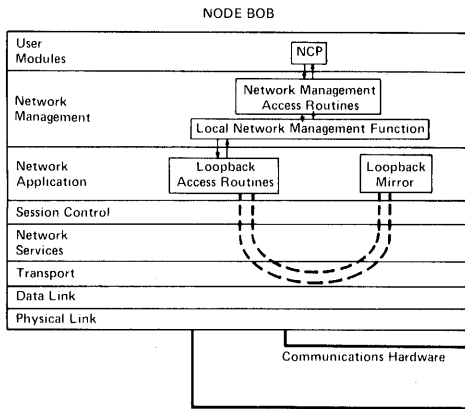 NODE BOB
User
Modules
NCP
Network
Management
Network Management
Access Routines
Local Network Management Function
Network
Application
Loopback
Access Routines
Loopback
Mirror
Session Control
Network
Services
Transport
Data Link
Physical Link
Communications Hardware